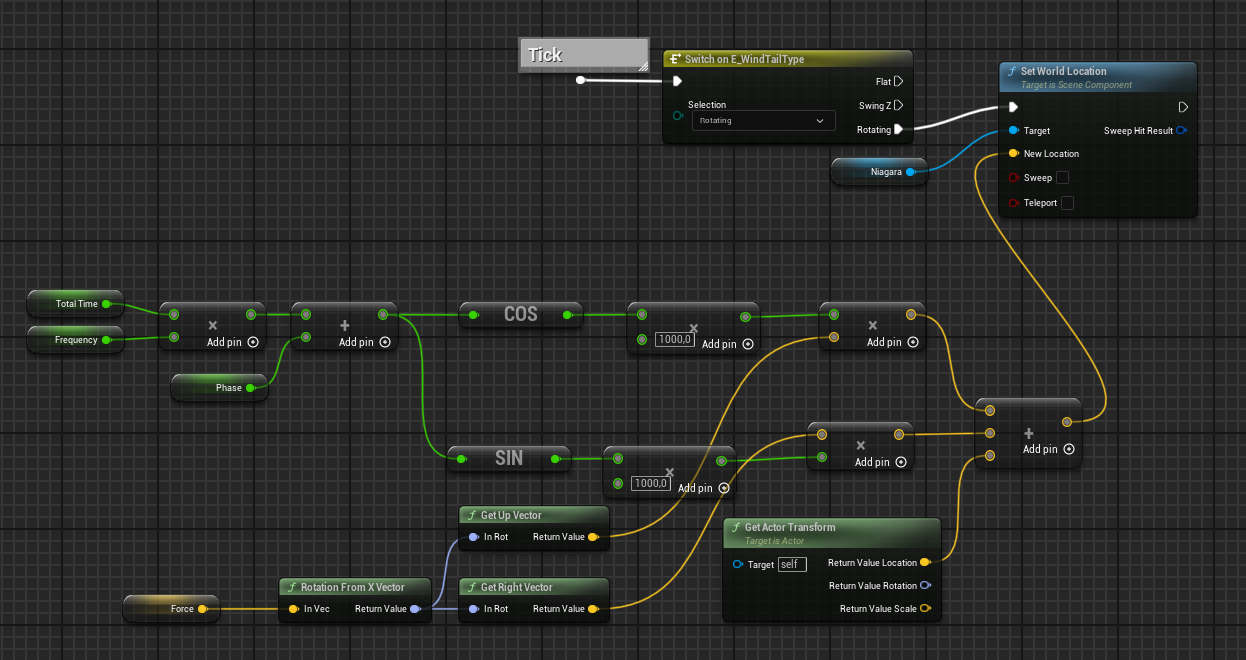 Tick
Switch on E_WindTailType
Flat
Selection
Swing Z
Rotating
Rotating
Set World Location
Target is Scene Component
Target
Sweep Hit Result
New Location
Sweep
Teleport
Niagara
Total Time
Frequency
Phase
×
Add pin
+
Add pin
COS
1000,0
×
Add pin
×
Add pin
SIN
1000,0
×
Add pin
×
Add pin
+
Add pin
f Get Up Vector
In Rot
Return Value
f Rotation From X Vector
In Vec
Return Value
f Get Right Vector
In Rot
Return Value
Force
f Get Actor Transform
Target is Actor
Target self
Return Value Location
Return Value Rotation
Return Value Scale